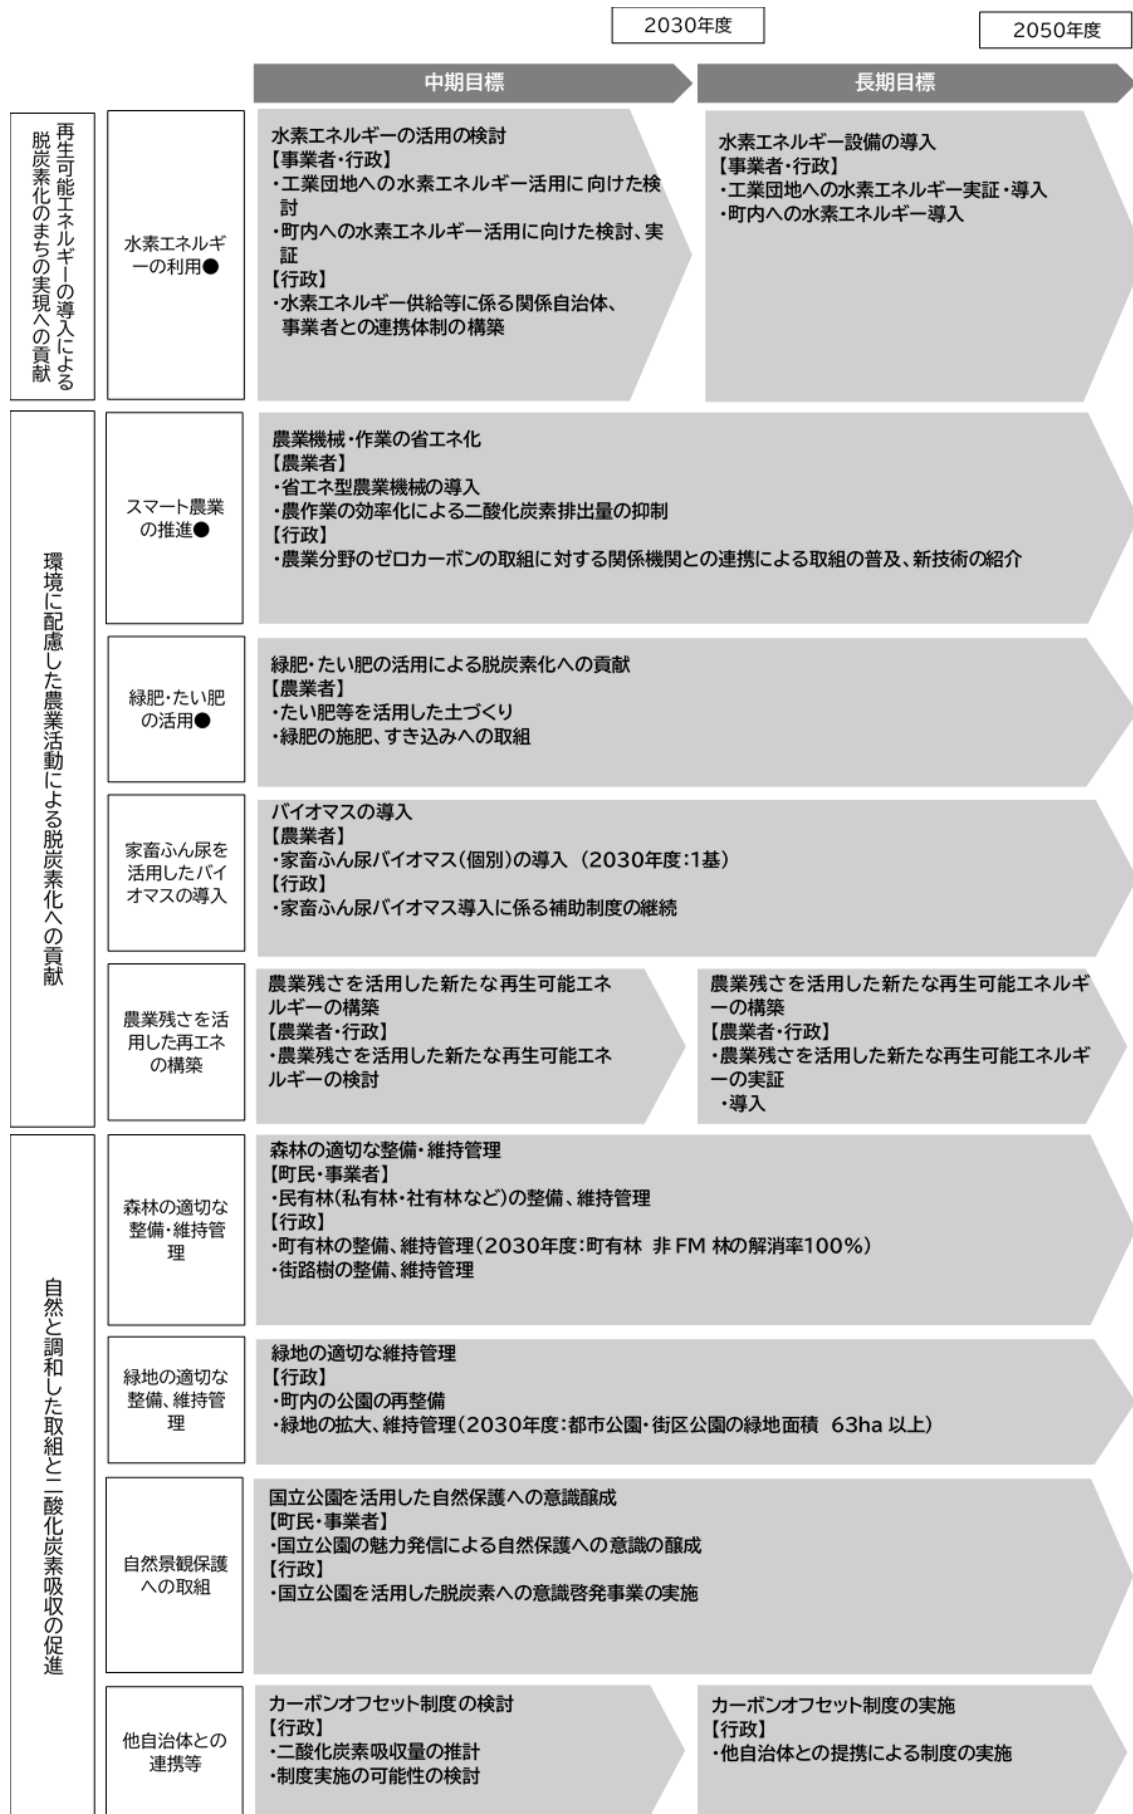 2030年度
2050年度
中期目標
長期目標
再生可能エネルギーの導入による
脱炭素化のまちの実現への貢献
水素エネルギ
ーの利用●
水素エネルギーの活用の検討
【事業者・行政】
・工業団地への水素エネルギー活用に向けた検
討
・町内への水素エネルギー活用に向けた検討、実
証
【行政】
・水素エネルギー供給等に係る関係自治体、
事業者との連携体制の構築
水素エネルギー設備の導入
【事業者・行政】
・工業団地への水素エネルギー実証・導入
・町内への水素エネルギー導入
環境に配慮した農業活動による脱炭素化への貢献
スマート農業
の推進●
農業機械・作業の省エネ化
【農業者】
・省エネ型農業機械の導入
・農作業の効率化による二酸化炭素排出量の抑制
【行政】
・農業分野のゼロカーボンの取組に対する関係機関との連携による取組の普及、新技術の紹介
緑肥・たい肥
の活用●
緑肥・たい肥の活用による脱炭素化への貢献
【農業者】
・たい肥等を活用した土づくり
・緑肥の施肥、すき込みへの取組
家畜ふん尿を
活用したバイ
オマスの導入
バイオマスの導入
【農業者】
・家畜ふん尿バイオマス(個別)の導入 (2030年度:1基)
【行政】
・家畜ふん尿バイオマス導入に係る補助制度の継続
農業残さを活
用した再エネ
の構築
農業残さを活用した新たな再生可能エネ
ルギーの構築
【農業者・行政】
・農業残さを活用した新たな再生可能エネ
ルギーの検討
農業残さを活用した新たな再生可能エネルギ
ーの構築
【農業者・行政】
・農業残さを活用した新たな再生可能エネルギ
ーの実証
・導入
自然と調和した取組と二酸化炭素吸収の促進
森林の適切な
整備・維持管
理
森林の適切な整備・維持管理
【町民・事業者】
・民有林(私有林・社有林など)の整備、維持管理
【行政】
・町有林の整備、維持管理(2030年度:町有林 非FM 林の解消率100%)
・街路樹の整備、維持管理
緑地の適切な
整備、維持管
理
緑地の適切な維持管理
【行政】
・町内の公園の再整備
・緑地の拡大、維持管理(2030年度:都市公園・街区公園の緑地面積 63ha 以上)
自然景観保護
への取組
国立公園を活用した自然保護への意識醸成
【町民・事業者】
・国立公園の魅力発信による自然保護への意識の醸成
【行政】
・国立公園を活用した脱炭素への意識啓発事業の実施
他自治体との
連携等
カーボンオフセット制度の検討
【行政】
・二酸化炭素吸収量の推計
・制度実施の可能性の検討
カーボンオフセット制度の実施
【行政】
・他自治体との提携による制度の実施